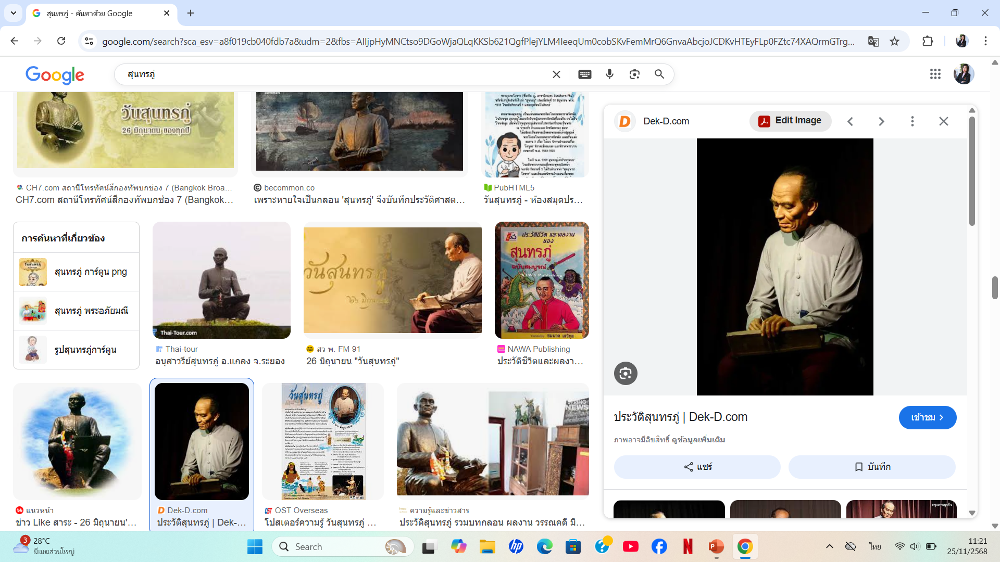 สุนทรภู่ - ค้นหาด้วย Google
google.com/search?sca_esv=a8f019cb040fdb7a&udm=2&fbs=AIIjpHyMNCtso9DGoWjaQLqKKSb621QgfPlejYLM4IeeqUm0cobSKvFemMrQ6GnvaAbcjoJCDKvHTEyFLp0FZtc74XAQrmGTrg...
Google
สุนทรภู่
วันสุนทรภู่
26 มิถุนายน ของทุกปี
CH7.com สถานีโทรทัศน์สีกองทัพบกช่อง 7 (Bangkok Broa...
CH7.com สถานีโทรทัศน์สีกองทัพบกช่อง 7 (Bangkok...
becommon.co
เพราะหายใจเป็นกลอน 'สุนทรภู่' จึงบันทึกประวัติศาสต...
PubHTML5
วันสุนทรภู่ - ห้องสมุดปร...
การค้นหาที่เกี่ยวข้อง
สุนทรภู่ การ์ตูน png
สุนทรภู่ พระอภัยมณี
รูปสุนทรภู่การ์ตูน
Thai-Tour.com
Thai-tour
อนุสาวรีย์สุนทรภู่ อ.แกลง จ.ระยอง
วันสุนทรภู่
สว พ. FM 91
26 มิถุนายน "วันสุนทรภู่"
ประวัติชีวิต และผลงาน
ของ
สุนทรภู่
ฉบับสมบูรณ์
NAWA Publishing
NAWA Publishing
ประวัติชีวิตและผลงา...
แนวหน้า
ข่าว Like สาระ - 26 มิถุนายน'...
Dek-D.com
ประวัติสุนทรภู่ | Dek-...
วันสุนทรภู่
OST Overseas
โปสเตอร์ความรู้ วันสุนทรภู่ ...
SPRING
NEWS
ความรู้และข่าวสาร
ประวัติสุนทรภู่ รวมบทกลอน ผลงาน วรรณคดี มี...
Dek-D.com
Edit Image
ประวัติสุนทรภู่ | Dek-D.com
เข้าชม
ภาพอาจมีลิขสิทธิ์ ดูข้อมูลเพิ่มเติม
แชร์
บันทึก
กรุงเทพธุรกิจ
3
28°C
มีเมฆส่วนใหญ่
Search
ไทย
11:21
25/11/2568